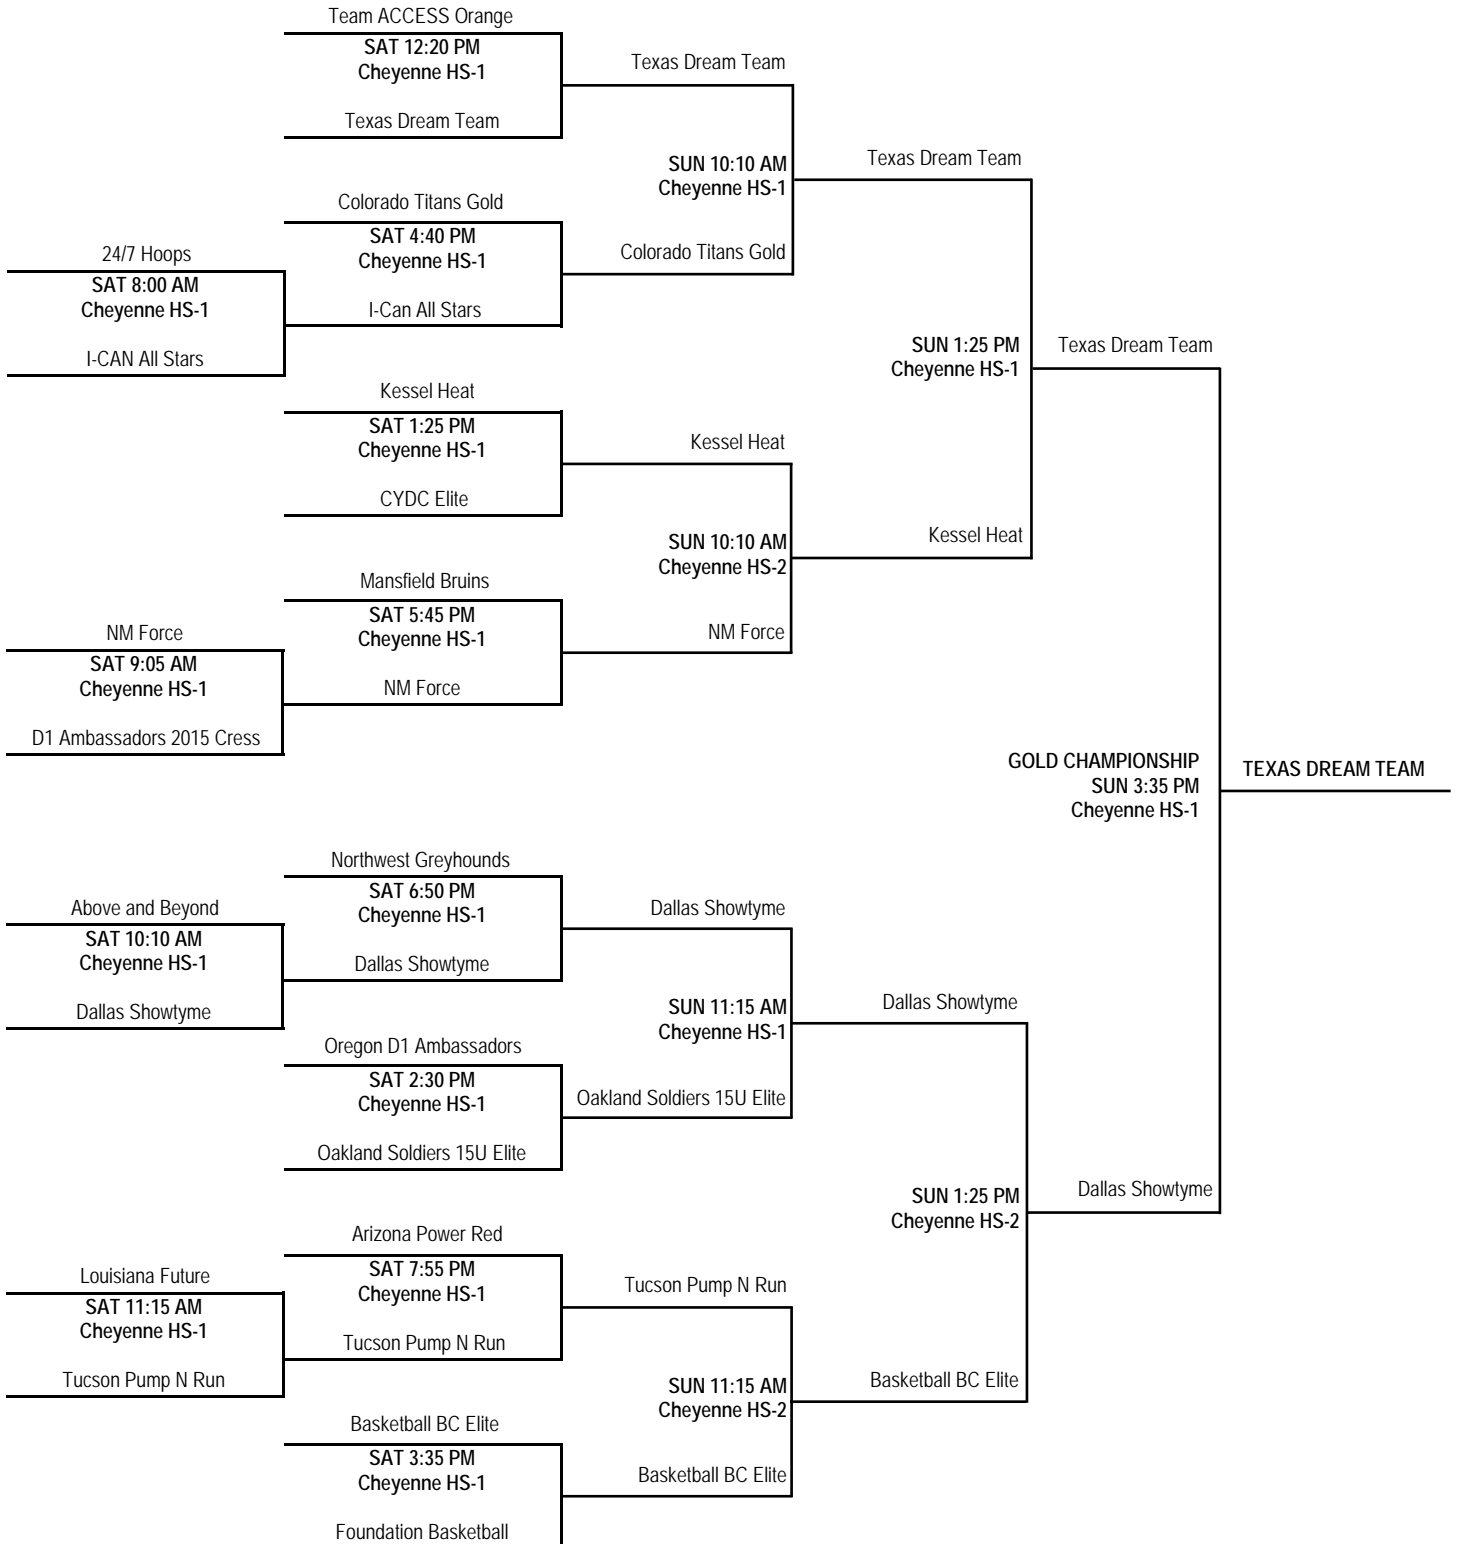 Team ACCESS Orange
SAT 12:20 PM
Cheyenne HS-1
Texas Dream Team
Texas Dream Team
SUN 10:10 AM
Cheyenne HS-1
Texas Dream Team
Colorado Titans Gold
SAT 4:40 PM
Cheyenne HS-1
I-Can All Stars
Colorado Titans Gold
24/7 Hoops
SAT 8:00 AM
Cheyenne HS-1
I-CAN All Stars
SUN 1:25 PM
Cheyenne HS-1
Texas Dream Team
Kessel Heat
SAT 1:25 PM
Cheyenne HS-1
CYDC Elite
Kessel Heat
SUN 10:10 AM
Cheyenne HS-2
Kessel Heat
Mansfield Bruins
SAT 5:45 PM
Cheyenne HS-1
NM Force
NM Force
NM Force
SAT 9:05 AM
Cheyenne HS-1
D1 Ambassadors 2015 Cress
GOLD CHAMPIONSHIP
SUN 3:35 PM
Cheyenne HS-1
TEXAS DREAM TEAM
Northwest Greyhounds
SAT 6:50 PM
Cheyenne HS-1
Dallas Showtyme
Dallas Showtyme
Above and Beyond
SAT 10:10 AM
Cheyenne HS-1
Dallas Showtyme
SUN 11:15 AM
Cheyenne HS-1
Dallas Showtyme
Oregon D1 Ambassadors
SAT 2:30 PM
Cheyenne HS-1
Oakland Soldiers 15U Elite
Oakland Soldiers 15U Elite
SUN 1:25 PM
Cheyenne HS-2
Dallas Showtyme
Arizona Power Red
SAT 7:55 PM
Cheyenne HS-1
Tucson Pump N Run
Tucson Pump N Run
Louisiana Future
SAT 11:15 AM
Cheyenne HS-1
Tucson Pump N Run
SUN 11:15 AM
Cheyenne HS-2
Basketball BC Elite
Basketball BC Elite
SAT 3:35 PM
Cheyenne HS-1
Foundation Basketball
Basketball BC Elite